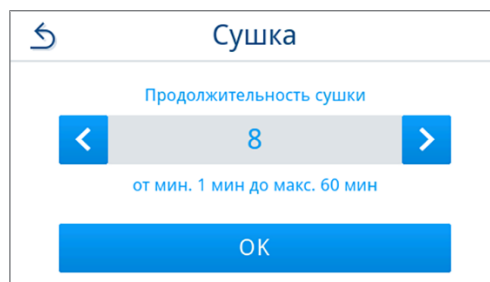 Сушка
Продолжительность сушки
8
от мин. 1 мин до макс. 60 мин
OK